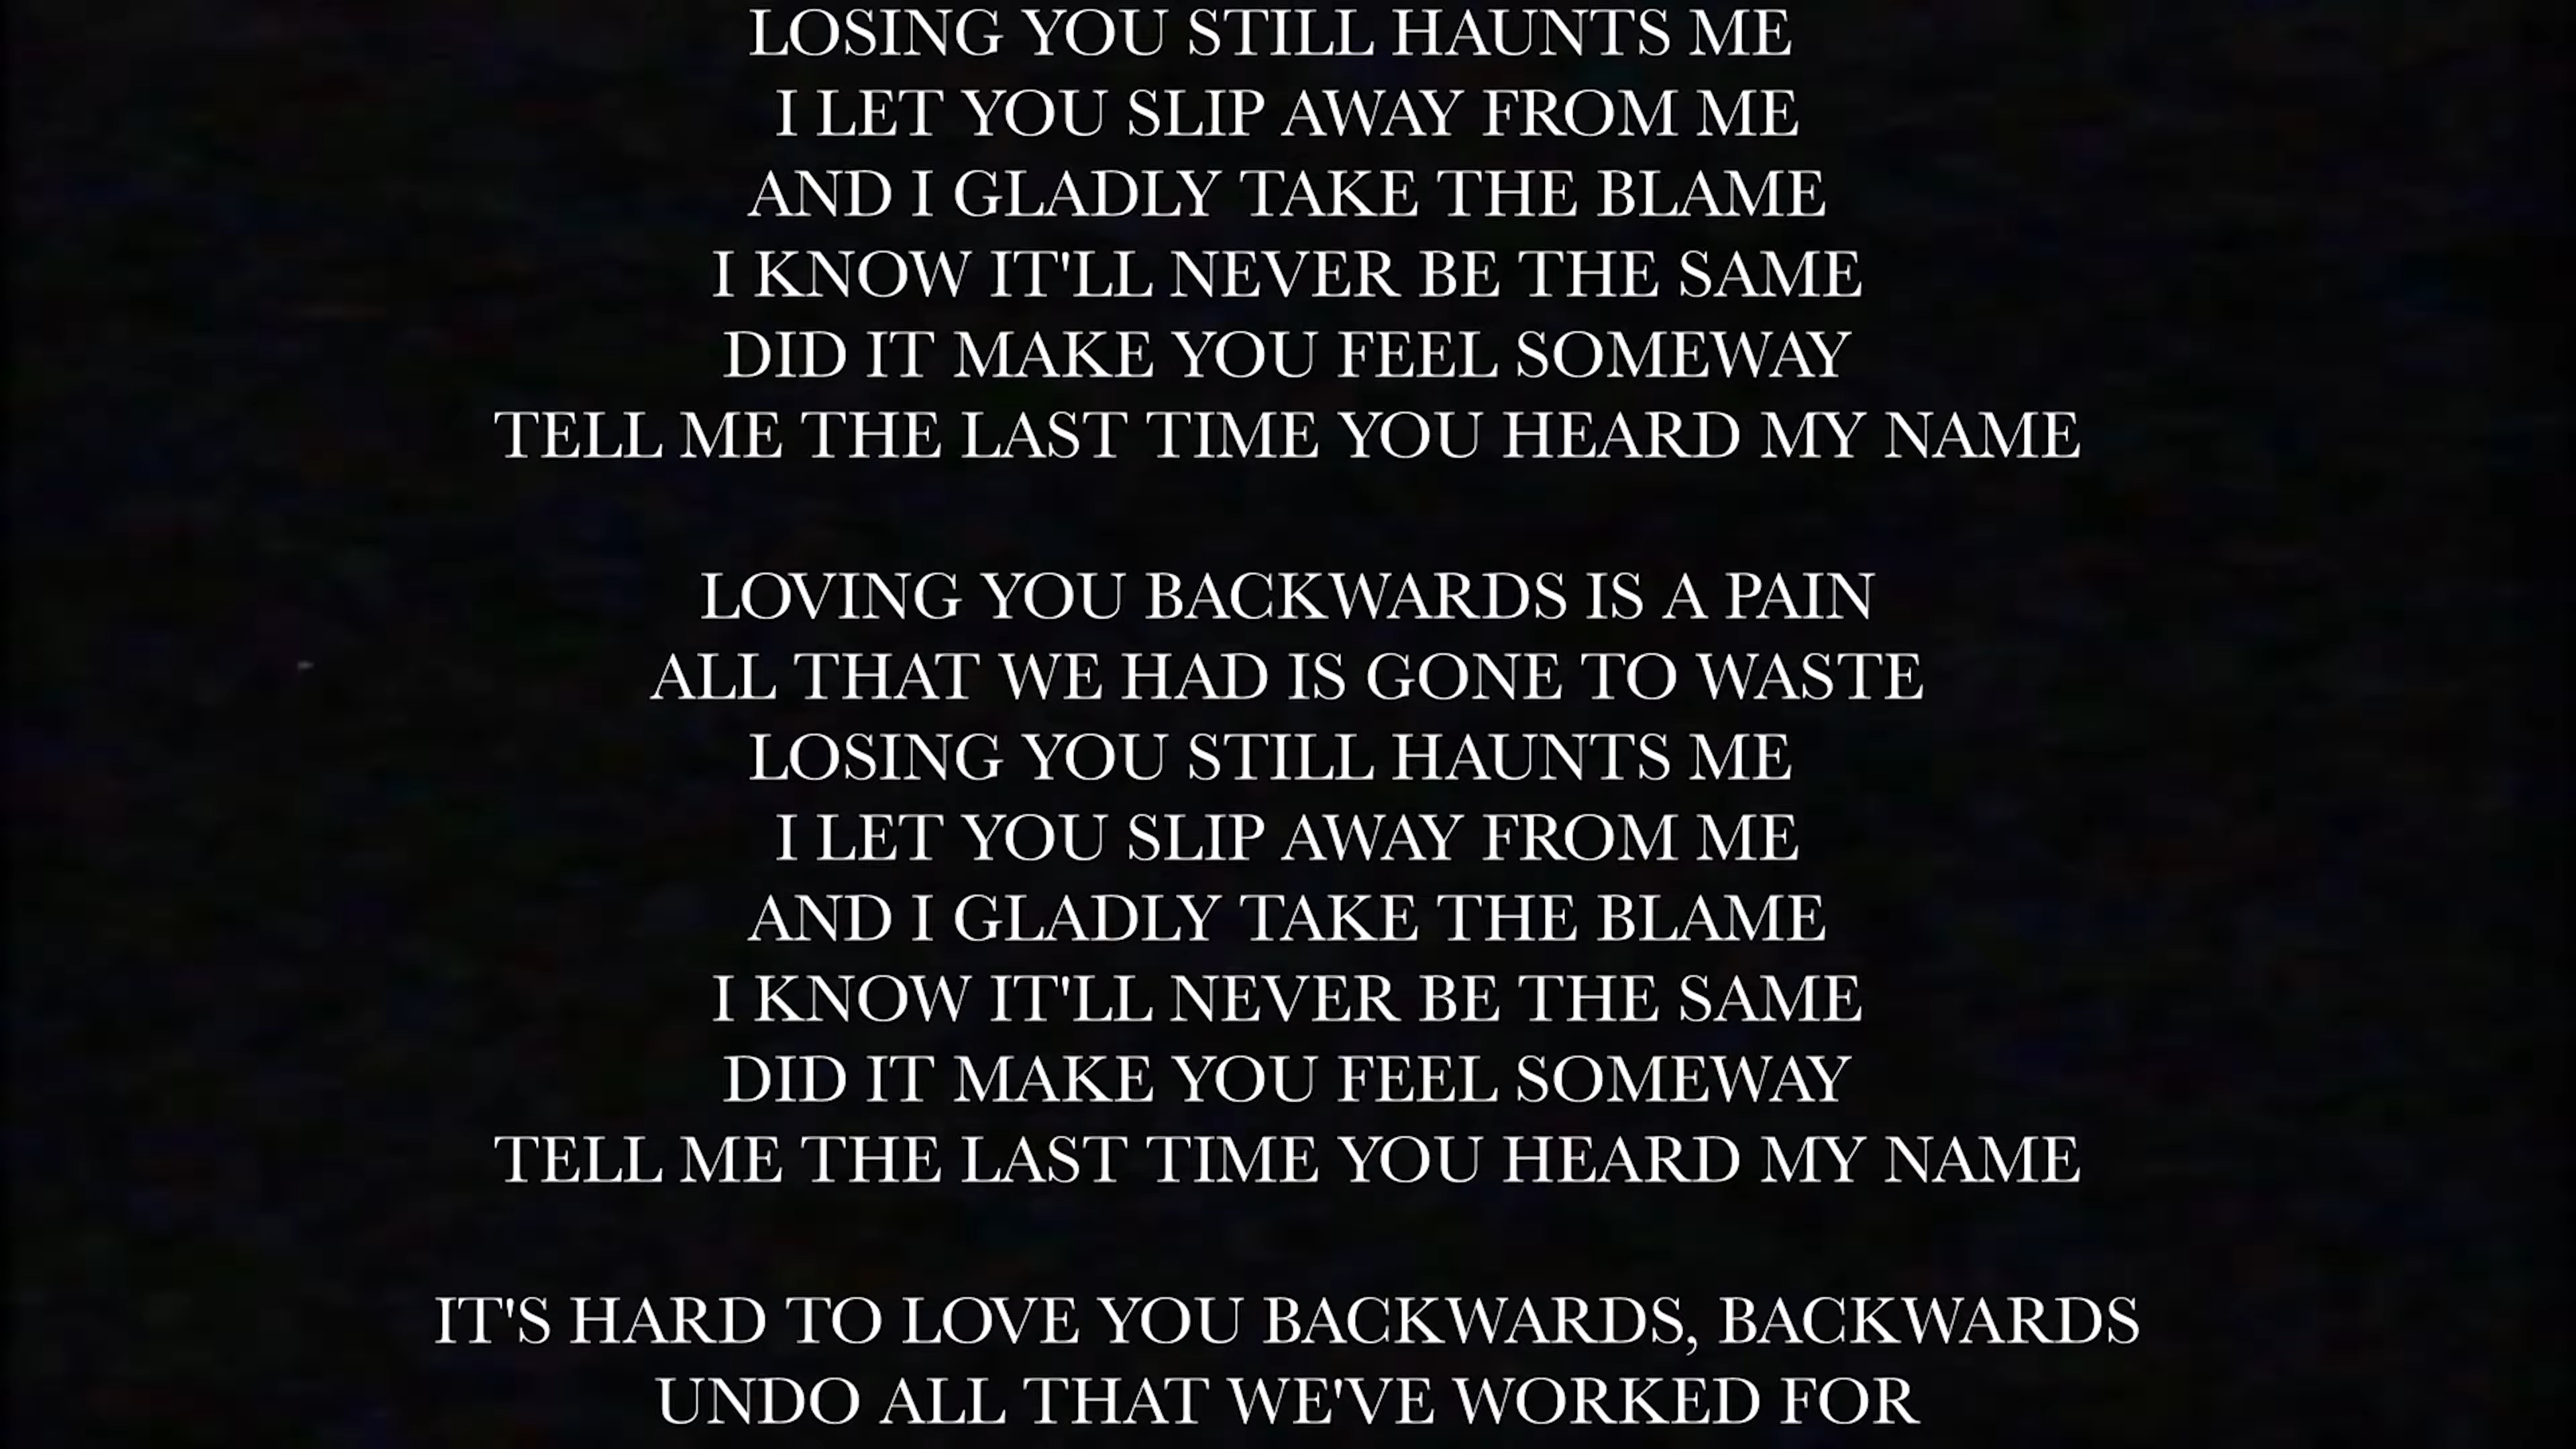 LOSING YOU STILL HAUNTS ME
I LET YOU SLIP AWAY FROM ME
AND I GLADLY TAKE THE BLAME
I KNOW IT'LL NEVER BE THE SAME
DID IT MAKE YOU FEEL SOMEWAY
TELL ME THE LAST TIME YOU HEARD MY NAME
LOVING YOU BACKWARDS IS A PAIN
ALL THAT WE HAD IS GONE TO WASTE
LOSING YOU STILL HAUNTS ME
I LET YOU SLIP AWAY FROM ME
AND I GLADLY TAKE THE BLAME
I KNOW IT'LL NEVER BE THE SAME
DID IT MAKE YOU FEEL SOMEWAY
TELL ME THE LAST TIME YOU HEARD MY NAME
IT'S HARD TO LOVE YOU BACKWARDS, BACKWARDS
UNDO ALL THAT WE'VE WORKED FOR